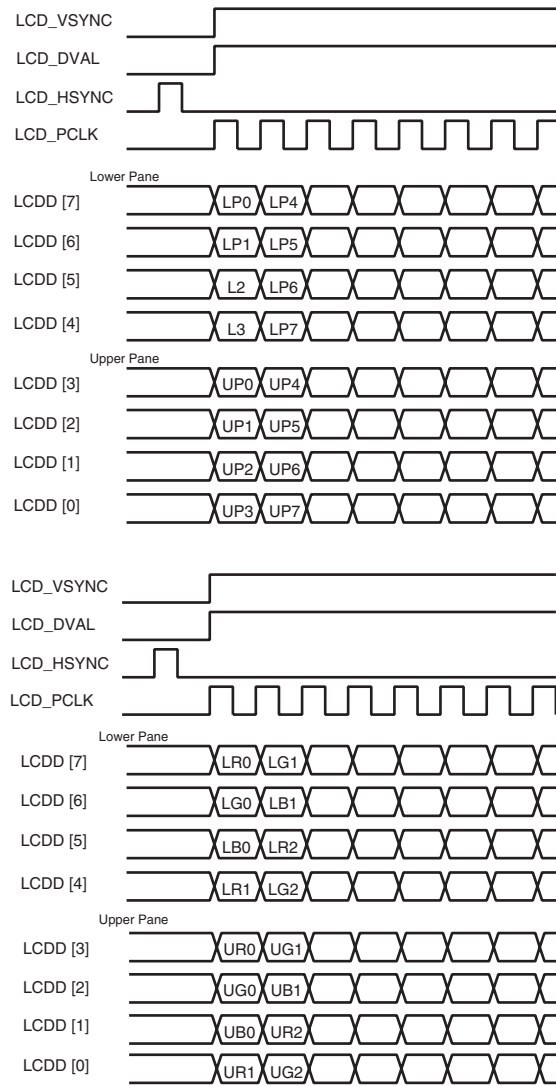 LCD_VSYNC
LCD_DVAL
LCD_HSYNC
LCD_PCLK
Lower Pane
LCDD [7] LP0 LP4
LCDD [6] LP1 LP5
LCDD [5] L2 LP6
LCDD [4] L3 LP7
Upper Pane
LCDD [3] UP0 UP4
LCDD [2] UP1 UP5
LCDD [1] UP2 UP6
LCDD [0] UP3 UP7
LCD_VSYNC
LCD_DVAL
LCD_HSYNC
LCD_PCLK
Lower Pane
LCDD [7] LR0 LG1
LCDD [6] LG0 LB1
LCDD [5] LB0 LR2
LCDD [4] LR1 LG2
Upper Pane
LCDD [3] UR0 UG1
LCDD [2] UG0 UB1
LCDD [1] UB0 UR2
LCDD [0] UR1 UG2